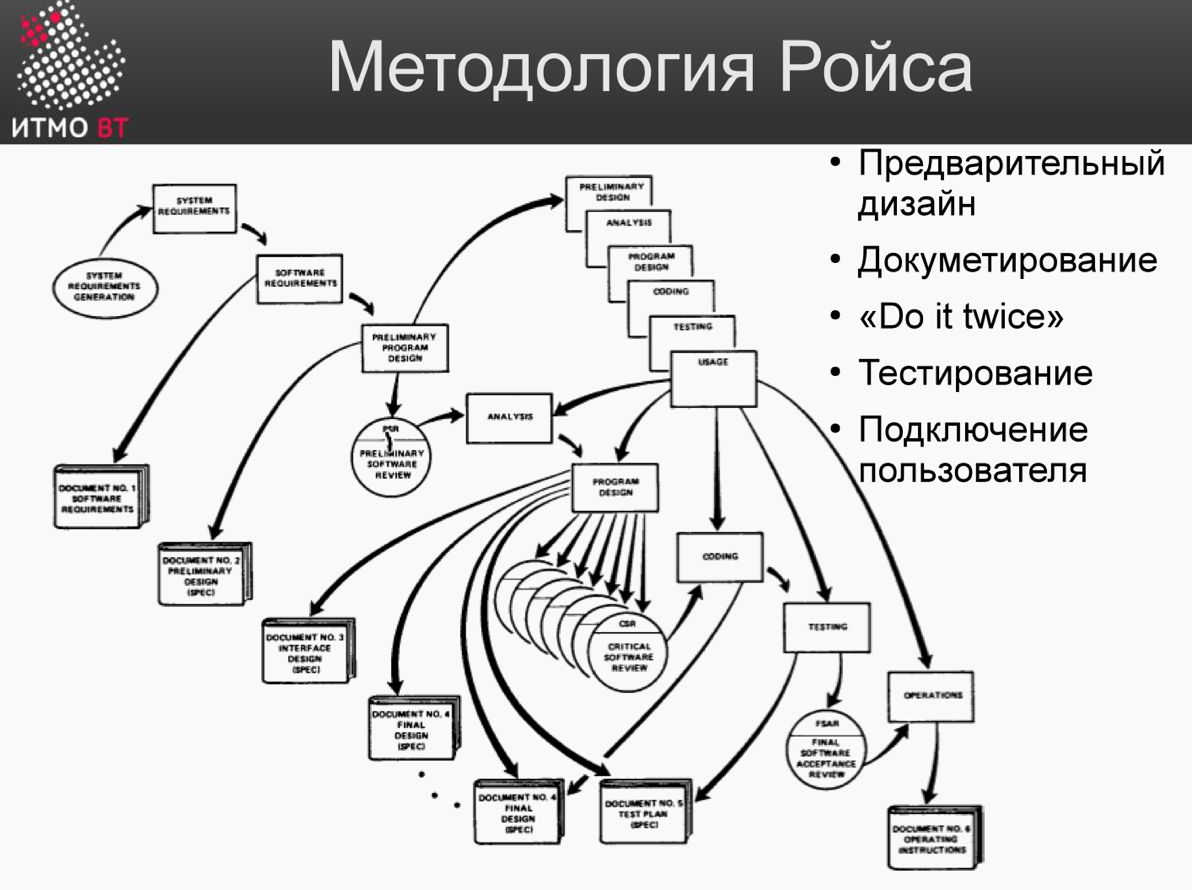 ИТМО ВТ
Методология Ройса
• Предварительный
дизайн
• Докуметирование
• «Do it twice»
• Тестирование
• Подключение
пользователя
SYSTEM
REQUIREMENTS
SYSTEM
REQUIREMENTS
GENERATION
SOFTWARE
REQUIREMENTS
PRELIMINARY
PROGRAM
DESIGN
PRELIMINARY
DESIGN
ANALYSIS
PROGRAM
DESIGN
CODING
TESTING
USAGE
PSR
PRELIMINARY
SOFTWARE
REVIEW
ANALYSIS
PROGRAM
DESIGN
DOCUMENT NO. 1
SOFTWARE
REQUIREMENTS
DOCUMENT NO. 2
PRELIMINARY
DESIGN
(SPEC)
DOCUMENT NO. 3
INTERFACE
DESIGN
(SPEC)
DOCUMENT NO. 4
FINAL
DESIGN
(SPEC)
CSR
CRITICAL
SOFTWARE
REVIEW
CODING
TESTING
OPERATIONS
FSAR
FINAL
SOFTWARE
ACCEPTANCE
REVIEW
DOCUMENT NO. 4
FINAL
DESIGN
(SPEC)
DOCUMENT NO. 5
TEST PLAN
(SPEC)
DOCUMENT NO. 6
OPERATING
INSTRUCTIONS